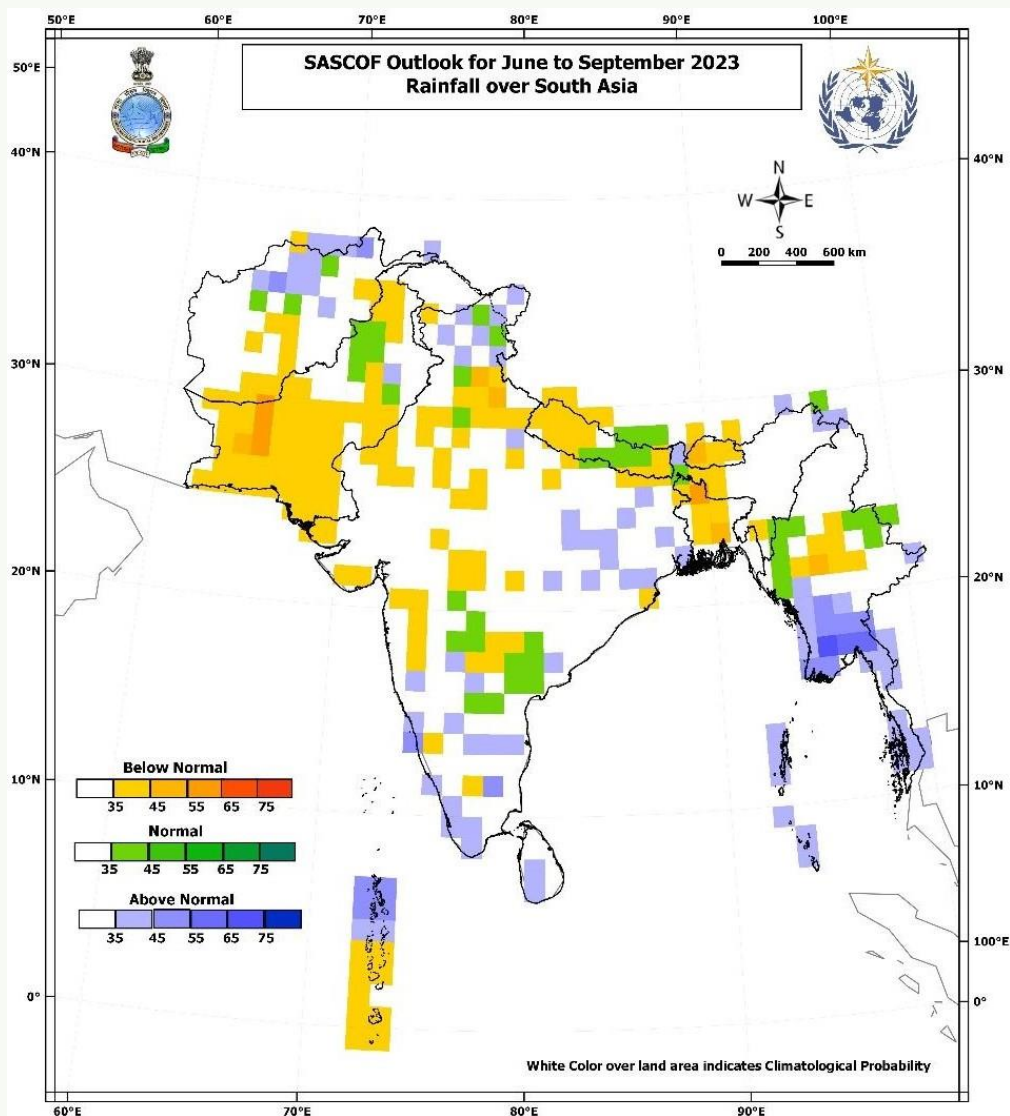 50°E 60°E 70°E 80°E 90°E 100°E
SASCOF Outlook for June to September 2023
Rainfall over South Asia
50°N
40°N 40°N
N
W E
S
0 200 400 600 km
30°N 30°N
20°N 20°N
10°N 10°N
Below Normal
35 45 55 65 75
Normal
35 45 55 65 75
Above Normal
35 45 55 65 75
100°E
0° 0°
White Color over land area indicates Climatological Probability
60°E 70°E 80°E 90°E